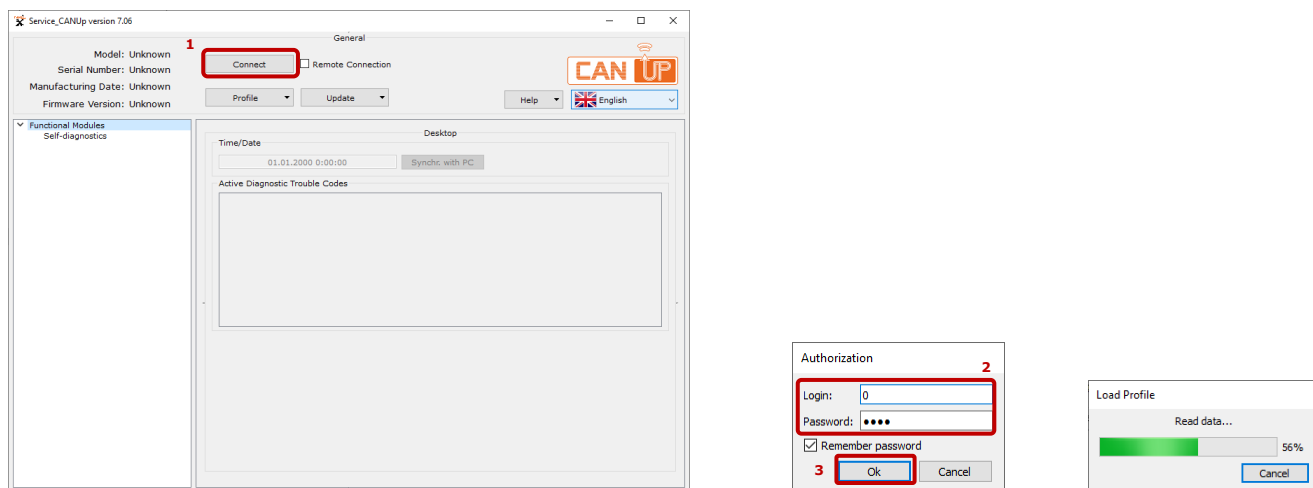 Service_CANUp version 7.06
General
Model: Unknown
Serial Number: Unknown
Manufacturing Date: Unknown
Firmware Version: Unknown
1
Connect
Remote Connection
Profile
Update
CAN UP
Help
English
Functional Modules
Self-diagnostics
Desktop
Time/Date
01.01.2000 0:00:00
Synchr. with PC
Active Diagnostic Trouble Codes
Authorization
2
Login: 0
Password: ●●●●
Remember password
3
Ok
Cancel
Load Profile
Read data...
56%
Cancel